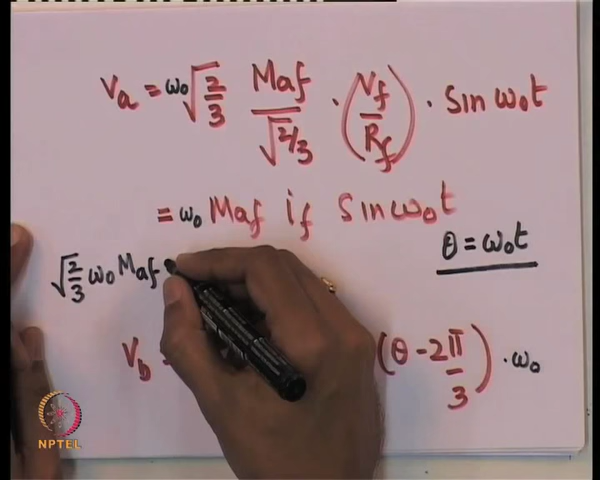 Va = ω₀ √(2/3) Maf/√(2/3) · (Vf/Rf) · Sin ω₀t
= ω₀ Maf if Sin ω₀t
θ = ω₀t
√(2/3) ω₀ Maf
Vb = (θ - 2π/3) · ω₀
NPTEL